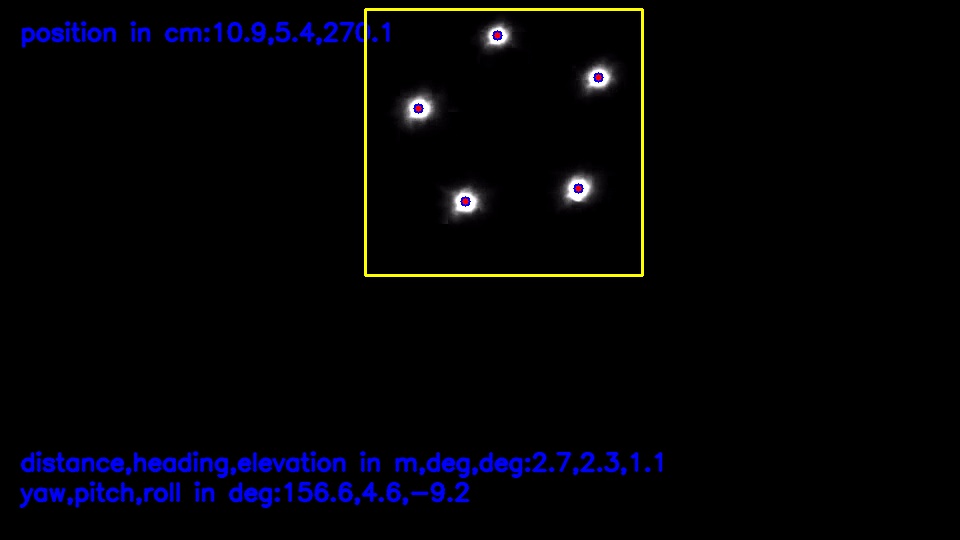 position in cm:10.9,5.4,270.1
distance,heading,elevation in m,deg,deg:2.7,2.3,1.1
yaw,pitch,roll in deg:156.6,4.6,−9.2